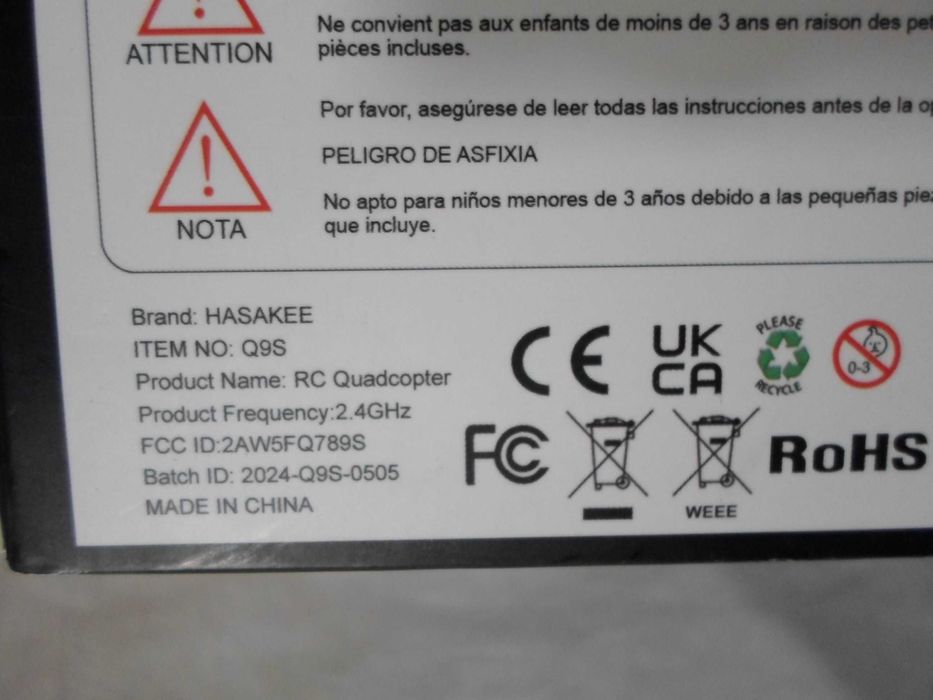 Ne convient pas aux enfants de moins de 3 ans en raison des
ATTENTION
pièces incluses.
Por favor, asegúrese de leer todas las instrucciones antes de la
PELIGRO DE ASFIXIA
No apto para niños menores de 3 años debido a las pequeñas
NOTA
que incluye.
Brand: HASAKEE
ITEM NO: Q9S
Product Name: RC Quadcopter
Product Frequency:2.4GHz
FCC ID:2AW5FQ789S
Batch ID: 2024-Q9S-0505
MADE IN CHINA
CE
UK
CA
PLEASE
RECYCLE
0-3
FC
WEEE
RoHS